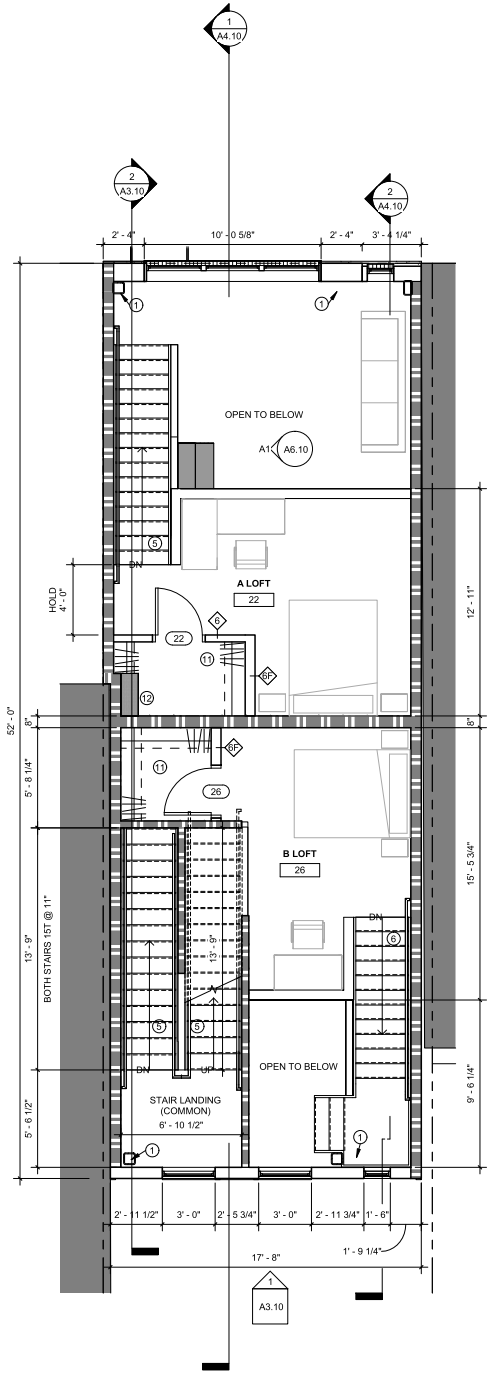 1
A4.10
2
A3.10
2
A4.10
2' - 4"
10' - 0 5/8"
2' - 4"
3' - 4 1/4"
1
1
OPEN TO BELOW
A1
A6.10
5
DN
HOLD
4' - 0"
A LOFT
22
12' - 11"
6
22
11
6F
12
52' - 0"
8"
8"
5' - 8 1/4"
6F
11
26
B LOFT
26
15' - 5 3/4"
DN
6
13' - 9"
BOTH STAIRS 15T @ 11"
13' - 9"
5
5
DN
UP
OPEN TO BELOW
9' - 6 1/4"
STAIR LANDING
(COMMON)
6' - 10 1/2"
5' - 6 1/2"
1
1
2' - 11 1/2"
3' - 0"
2' - 5 3/4"
3' - 0"
2' - 11 3/4"
1' - 6"
1' - 9 1/4"
17' - 8"
1
A3.10